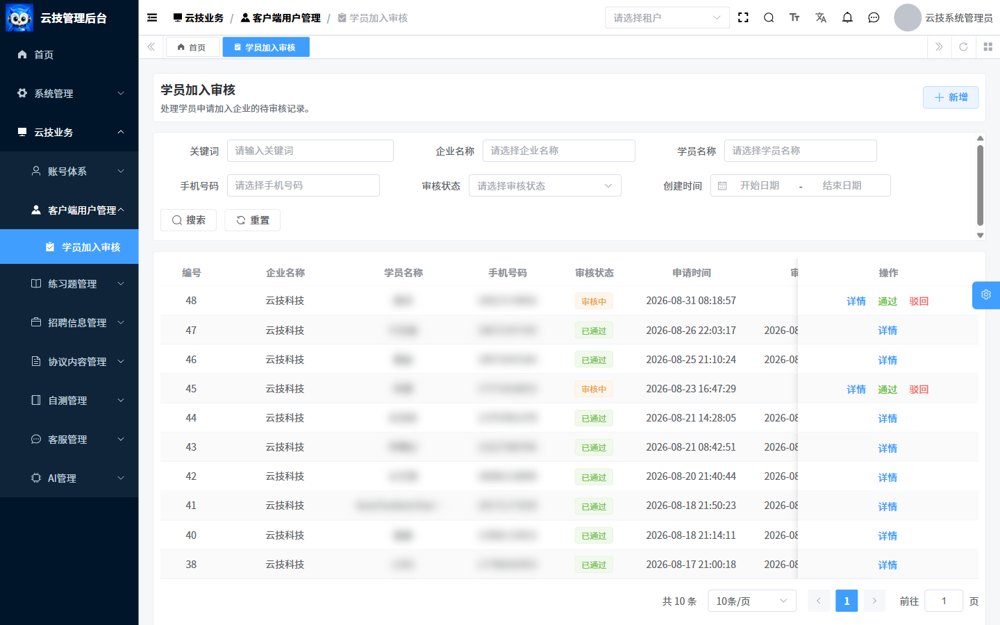 云技管理后台
云技业务 / 客户端用户管理 / 学员加入审核
请选择租户
云技系统管理员
首页
学员加入审核
首页
系统管理
云技业务
账号体系
客户端用户管理
学员加入审核
练习题管理
招聘信息管理
协议内容管理
自测管理
客服管理
AI管理
学员加入审核
处理学员申请加入企业的待审核记录。
新增
关键词 请输入关键词
企业名称 请选择企业名称
学员名称 请选择学员名称
手机号码 请选择手机号码
审核状态 请选择审核状态
创建时间 开始日期 - 结束日期
搜索 重置
编号 企业名称 学员名称 手机号码 审核状态 申请时间 操作
48 云技科技 审核中 2026-08-31 08:18:57 详情 通过 驳回
47 云技科技 已通过 2026-08-26 22:03:17 2026-08 详情
46 云技科技 已通过 2026-08-25 21:10:24 2026-08 详情
45 云技科技 审核中 2026-08-23 16:47:29 详情 通过 驳回
44 云技科技 已通过 2026-08-21 14:28:05 2026-08 详情
43 云技科技 已通过 2026-08-21 08:42:51 2026-08 详情
42 云技科技 已通过 2026-08-20 21:40:44 2026-08 详情
41 云技科技 已通过 2026-08-18 21:50:23 2026-08 详情
40 云技科技 已通过 2026-08-18 21:14:11 2026-08 详情
38 云技科技 已通过 2026-08-17 21:00:18 2026-08 详情
共 10 条 10条/页 1 前往 1 页